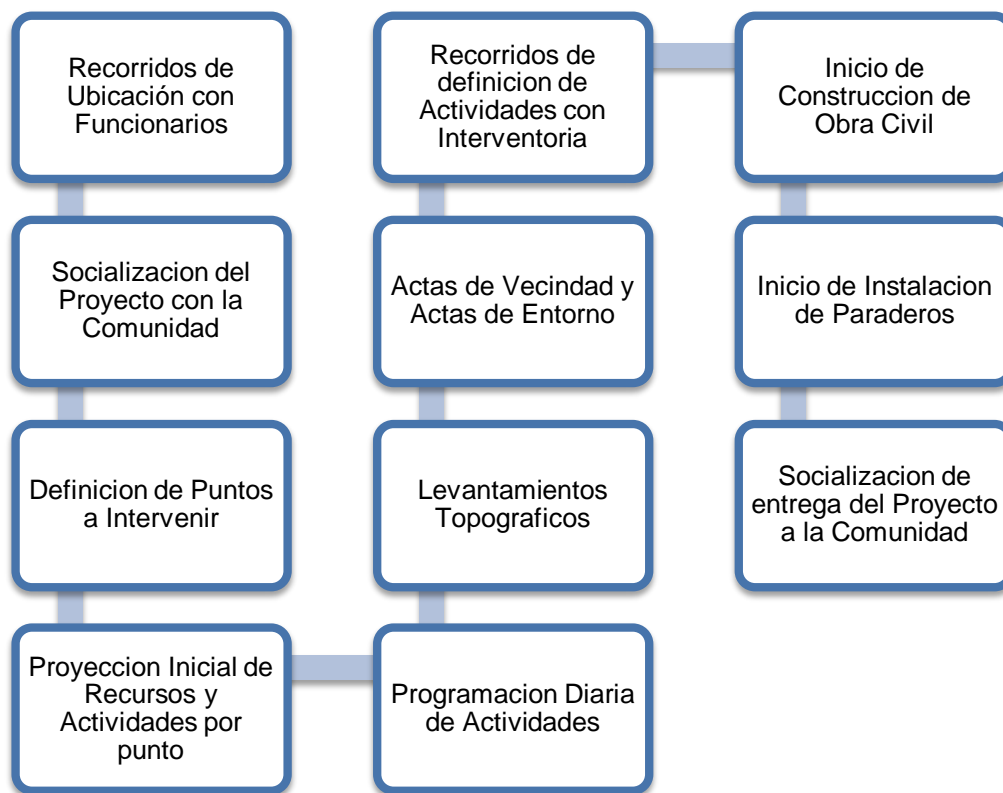 Recorridos de
Ubicación con
Funcionarios
Socializacion del
Proyecto con la
Comunidad
Definicion de Puntos
a Intervenir
Proyeccion Inicial de
Recursos y
Actividades por
punto
Programacion Diaria
de Actividades
Levantamientos
Topograficos
Actas de Vecindad y
Actas de Entorno
Recorridos de
definicion de
Actividades con
Interventoria
Inicio de
Construccion de
Obra Civil
Inicio de Instalacion
de Paraderos
Socializacion de
entrega del Proyecto
a la Comunidad